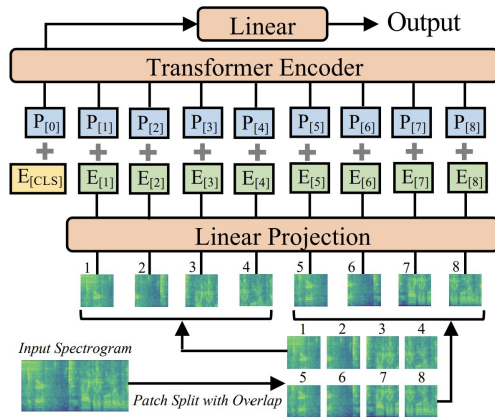 Linear
Output
Transformer Encoder
P[0] P[1] P[2] P[3] P[4] P[5] P[6] P[7] P[8]
+ + + + + + + + +
E[CLS] E[1] E[2] E[3] E[4] E[5] E[6] E[7] E[8]
Linear Projection
1 2 3 4 5 6 7 8
1 2 3 4
Input Spectrogram
5 6 7 8
Patch Split with Overlap